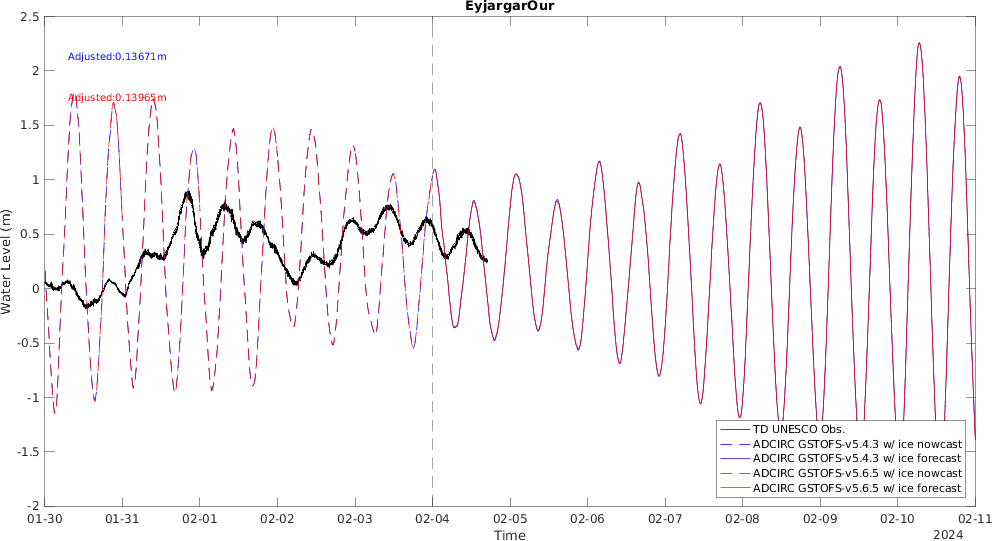 EyjargarOur
2.5
2
1.5
1
0.5
0
-0.5
-1
-1.5
-2
Water Level (m)
Adjusted:0.13671m
Adjusted:0.13965m
TD UNESCO Obs.
ADCIRC GSTOFS-v5.4.3 w/ ice nowcast
ADCIRC GSTOFS-v5.4.3 w/ ice forecast
ADCIRC GSTOFS-v5.6.5 w/ ice nowcast
ADCIRC GSTOFS-v5.6.5 w/ ice forecast
01-30 01-31 02-01 02-02 02-03 02-04 02-05 02-06 02-07 02-08 02-09 02-10 02-11
Time
2024